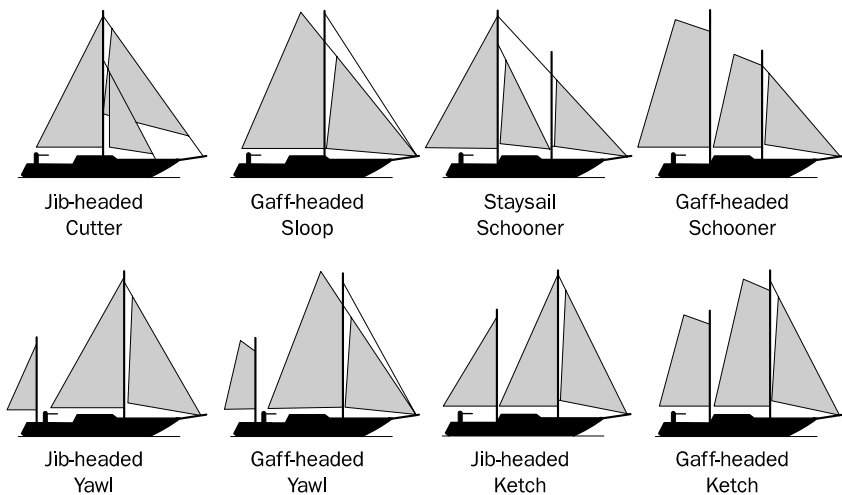 Jib-headed
Cutter
Gaff-headed
Sloop
Staysail
Schooner
Gaff-headed
Schooner
Jib-headed
Yawl
Gaff-headed
Yawl
Jib-headed
Ketch
Gaff-headed
Ketch